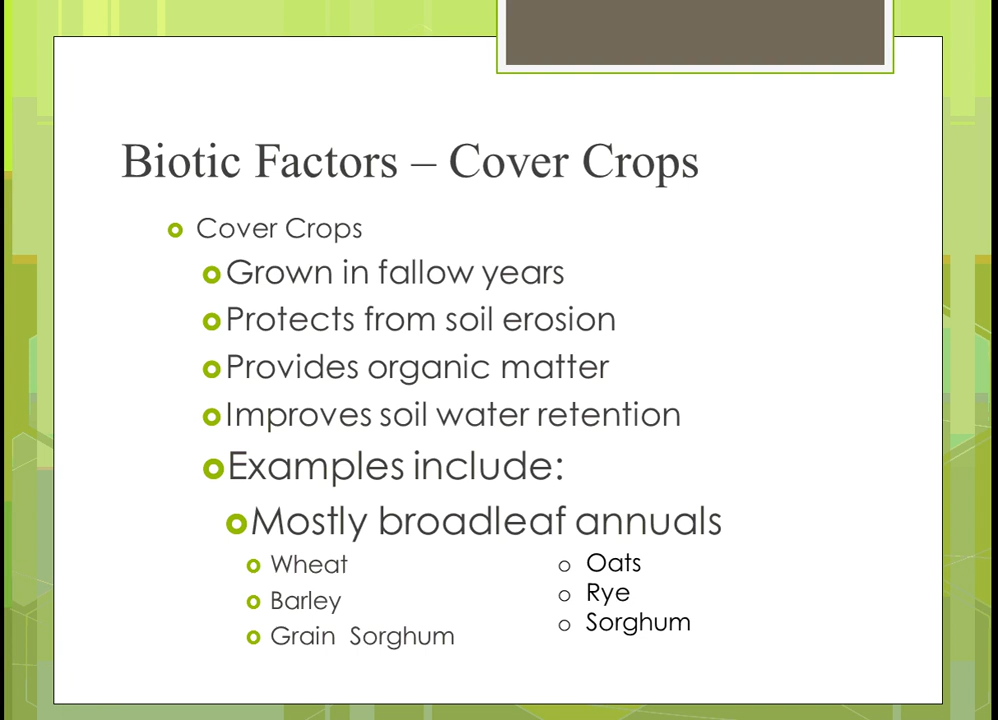 Biotic Factors – Cover Crops
Cover Crops
Grown in fallow years
Protects from soil erosion
Provides organic matter
Improves soil water retention
Examples include:
Mostly broadleaf annuals
Wheat
Barley
Grain Sorghum
Oats
Rye
Sorghum